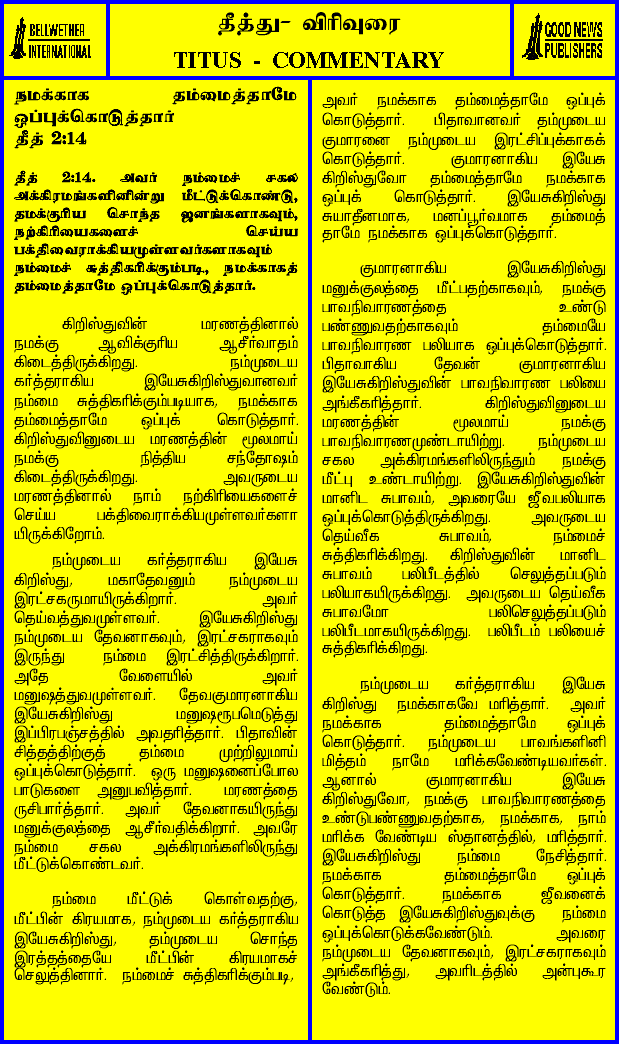 BELLWETHER
INTERNATIONAL
தீத்து- விரிவுரை
TITUS - COMMENTARY
GOOD NEWS
PUBLISHERS
நமக்காக தம்மைத்தாமே
ஒப்புக்கொடுத்தார்
தீத் 2:14
தீத் 2:14. அவர் நம்மைச் சகல
அக்கிரமங்களினின்று மீட்டுக்கொண்டு,
தமக்குரிய சொந்த ஜனங்களாகவும்,
நற்கிரியைகளைச் செய்ய
பக்திவைராக்கியமுள்ளவர்களாகவும்
நம்மைச் சுத்திகரிக்கும்படி, நமக்காகத்
தம்மைத்தாமே ஒப்புக்கொடுத்தார்.
கிறிஸ்துவின் மரணத்தினால்
நமக்கு ஆவிக்குரிய ஆசீர்வாதம்
கிடைத்திருக்கிறது. நம்முடைய
கர்த்தராகிய இயேசுகிறிஸ்துவானவர்
நம்மை சுத்திகரிக்கும்படியாக, நமக்காக
தம்மைத்தாமே ஒப்புக் கொடுத்தார்.
கிறிஸ்துவினுடைய மரணத்தின் மூலமாய்
நமக்கு நித்திய சந்தோஷம்
கிடைத்திருக்கிறது. அவருடைய
மரணத்தினால் நாம் நற்கிரியைகளைச்
செய்ய பக்திவைராக்கியமுள்ளவர்களா
யிருக்கிறோம்.
நம்முடைய கர்த்தராகிய இயேசு
கிறிஸ்து, மகாதேவனும் நம்முடைய
இரட்சகருமாயிருக்கிறார். அவர்
தெய்வத்துவமுள்ளவர். இயேசுகிறிஸ்து
நம்முடைய தேவனாகவும், இரட்சகராகவும்
இருந்து நம்மை இரட்சித்திருக்கிறார்.
அதே வேளையில் அவர்
மனுஷத்துவமுள்ளவர். தேவகுமாரனாகிய
இயேசுகிறிஸ்து மனுஷரூபமெடுத்து
இப்பிரபஞ்சத்தில் அவதரித்தார். பிதாவின்
சித்தத்திற்குத் தம்மை முற்றிலுமாய்
ஒப்புக்கொடுத்தார். ஒரு மனுஷனைப்போல
பாடுகளை அனுபவித்தார். மரணத்தை
ருசிபார்த்தார். அவர் தேவனாகயிருந்து
மனுக்குலத்தை ஆசீர்வதிக்கிறார். அவரே
நம்மை சகல அக்கிரமங்களிலிருந்து
மீட்டுக்கொண்டவர்.
நம்மை மீட்டுக் கொள்வதற்கு,
மீட்பின் கிரயமாக, நம்முடைய கர்த்தராகிய
இயேசுகிறிஸ்து, தம்முடைய சொந்த
இரத்தத்தையே மீட்பின் கிரயமாகச்
செலுத்தினார். நம்மைச் சுத்திகரிக்கும்படி,
அவர் நமக்காக தம்மைத்தாமே ஒப்புக்
கொடுத்தார். பிதாவானவர் தம்முடைய
குமாரனை நம்முடைய இரட்சிப்புக்காகக்
கொடுத்தார். குமாரனாகிய இயேசு
கிறிஸ்துவோ தம்மைத்தாமே நமக்காக
ஒப்புக் கொடுத்தார். இயேசுகிறிஸ்து
சுயாதீனமாக, மனப்பூர்வமாக தம்மைத்
தாமே நமக்காக ஒப்புக்கொடுத்தார்.
குமாரனாகிய இயேசுகிறிஸ்து
மனுக்குலத்தை மீட்பதற்காகவும், நமக்கு
பாவநிவாரணத்தை உண்டு
பண்ணுவதற்காகவும் தம்மையே
பாவநிவாரண பலியாக ஒப்புக்கொடுத்தார்.
பிதாவாகிய தேவன் குமாரனாகிய
இயேசுகிறிஸ்துவின் பாவநிவாரண பலியை
அங்கீகரித்தார். கிறிஸ்துவினுடைய
மரணத்தின் மூலமாய் நமக்கு
பாவநிவாரணமுண்டாயிற்று. நம்முடைய
சகல அக்கிரமங்களிலிருந்தும் நமக்கு
மீட்பு உண்டாயிற்று. இயேசுகிறிஸ்துவின்
மானிட சுபாவம், அவரையே ஜீவபலியாக
ஒப்புக்கொடுத்திருக்கிறது. அவருடைய
தெய்வீக சுபாவம், நம்மைச்
சுத்திகரிக்கிறது. கிறிஸ்துவின் மானிட
சுபாவம் பலிபீடத்தில் செலுத்தப்படும்
பலியாகயிருக்கிறது. அவருடைய தெய்வீக
சுபாவமோ பலிசெலுத்தப்படும்
பலிபீடமாகயிருக்கிறது. பலிபீடம் பலியைச்
சுத்திகரிக்கிறது.
நம்முடைய கர்த்தராகிய இயேசு
கிறிஸ்து நமக்காகவே மரித்தார். அவர்
நமக்காக தம்மைத்தாமே ஒப்புக்
கொடுத்தார். நம்முடைய பாவங்களினி
மித்தம் நாமே மரிக்கவேண்டியவர்கள்.
ஆனால் குமாரனாகிய இயேசு
கிறிஸ்துவோ, நமக்கு பாவநிவாரணத்தை
உண்டுபண்ணுவதற்காக, நமக்காக, நாம்
மரிக்க வேண்டிய ஸ்தானத்தில், மரித்தார்.
இயேசுகிறிஸ்து நம்மை நேசித்தார்.
நமக்காக தம்மைத்தாமே ஒப்புக்
கொடுத்தார். நமக்காக ஜீவனைக்
கொடுத்த இயேசுகிறிஸ்துவுக்கு நம்மை
ஒப்புக்கொடுக்கவேண்டும். அவரை
நம்முடைய தேவனாகவும், இரட்சகராகவும்
அங்கீகரித்து, அவரிடத்தில் அன்புகூர
வேண்டும்.